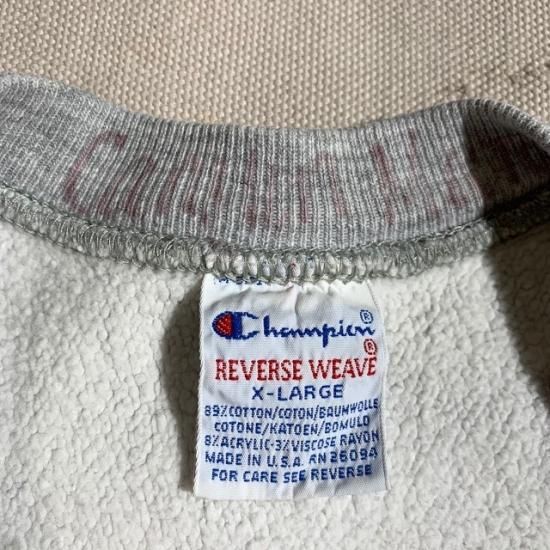 Champion®
REVERSE WEAVE®
X-LARGE
89%COTTON/COTON/BAUMWOLLE
COTONE/KATOEN/BOMULD
8%ACRYLIC·3%VISCOSE RAYON
MADE IN U.S.A. RN 26094
FOR CARE SEE REVERSE